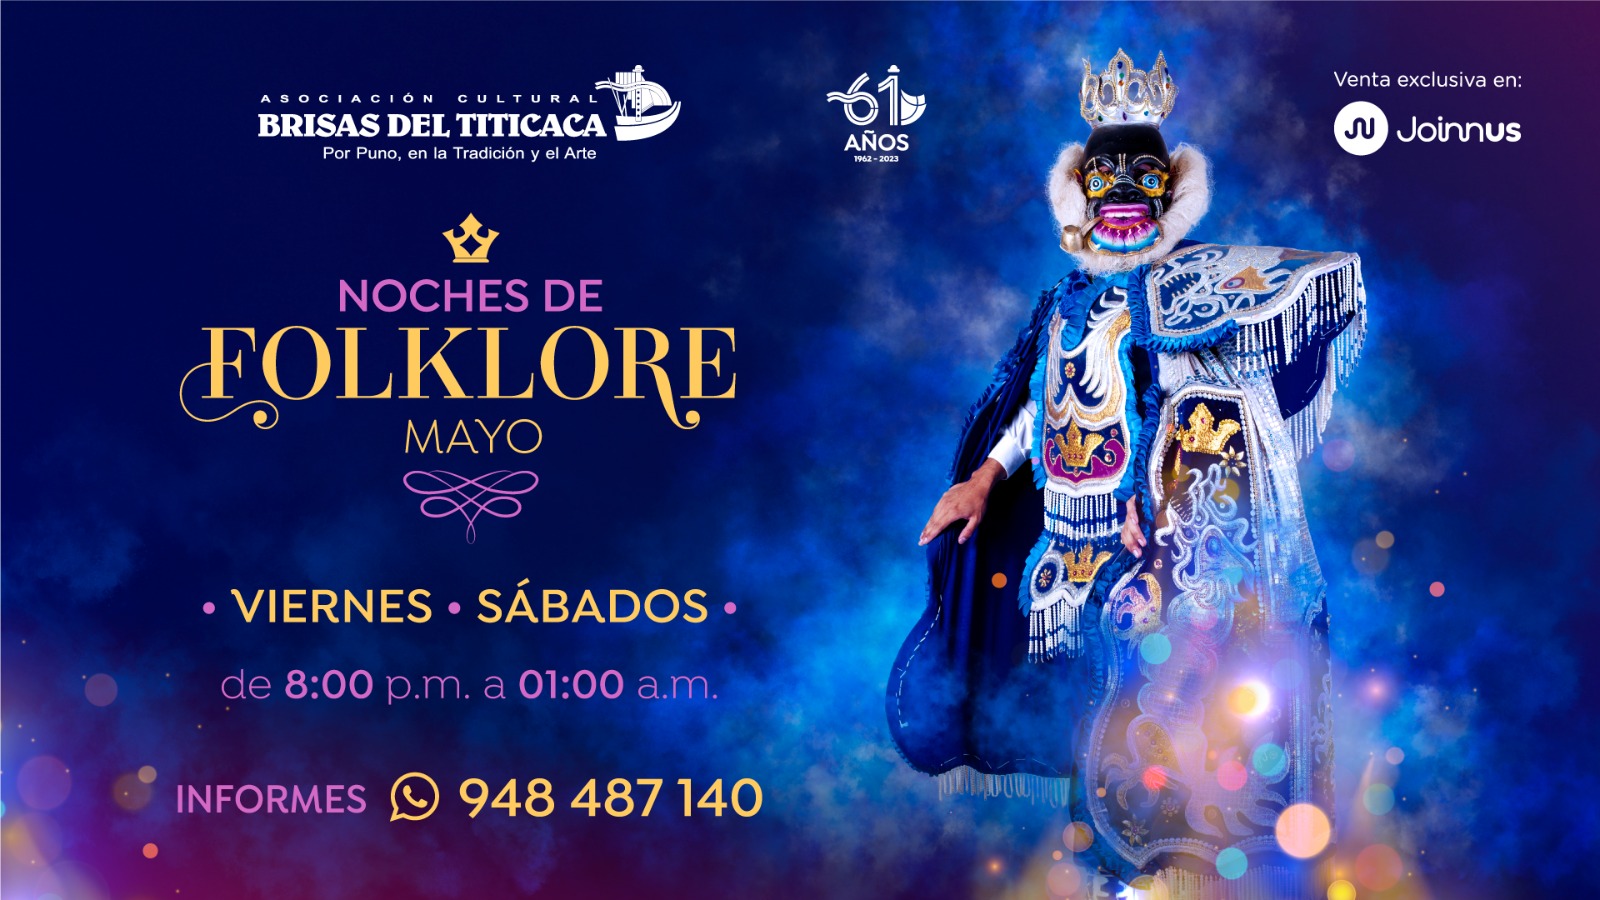 ASOCIACIÓN CULTURAL
BRISAS DEL TITICACA
Por Puno, en la Tradición y el Arte
61
AÑOS
1962 - 2023
Venta exclusiva en:
Joinnus
NOCHES DE
FOLKLORE
MAYO
• VIERNES • SÁBADOS •
de 8:00 p.m. a 01:00 a.m.
INFORMES 948 487 140